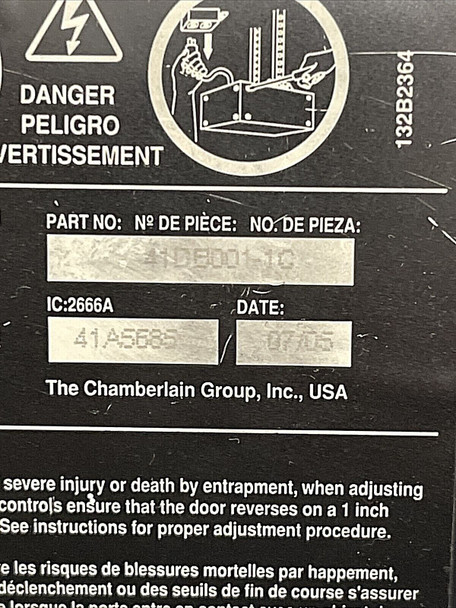 DANGER
PELIGRO
VERTISSEMENT
132B2364
PART NO: Nº DE PIÈCE: NO. DE PIEZA:
41DB001-1C
IC:2666A DATE:
41A5685 07/05
The Chamberlain Group, Inc., USA
severe injury or death by entrapment, when adjusting
controls ensure that the door reverses on a 1 inch
See instructions for proper adjustment procedure.
e les risques de blessures mortelles par happement,
déclenchement ou des seuils de fin de course s'assurer